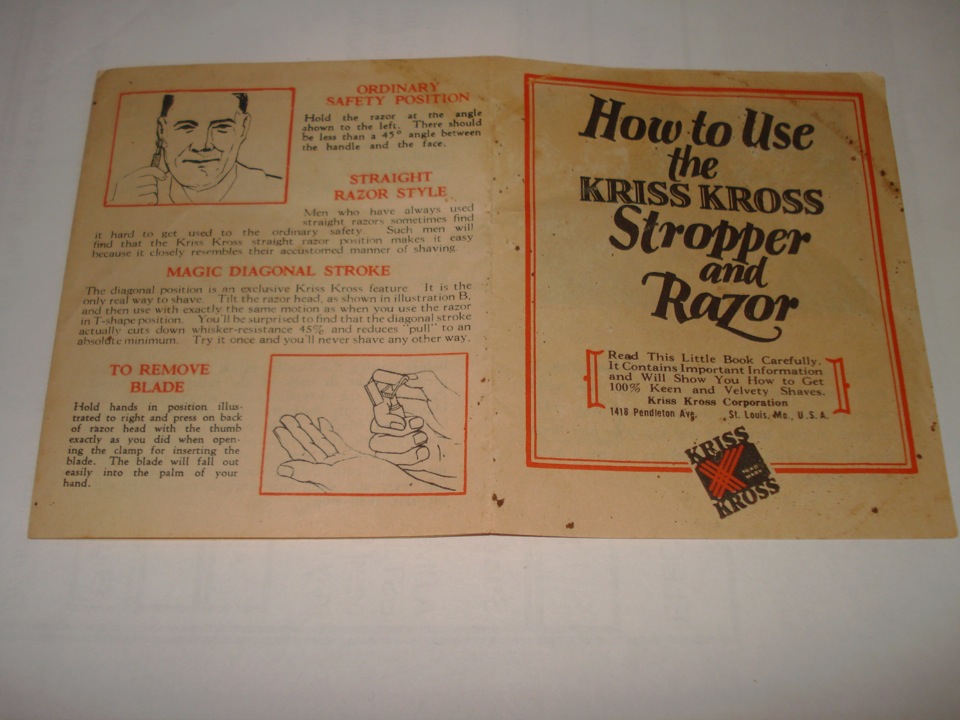 ORDINARY
SAFETY POSITION
Hold the razor at the angle
shown to the left. There should
be less than a 45° angle between
the handle and the face.
STRAIGHT
RAZOR STYLE
Men who have always used
straight razors sometimes find
it hard to get used to the ordinary safety. Such men will
find that the Kriss Kross straight razor position makes it easy
because it closely resembles their accustomed manner of shaving.
MAGIC DIAGONAL STROKE
The diagonal position is an exclusive Kriss Kross feature. It is the
only real way to shave. Tilt the razor head, as shown in illustration B,
and then use with exactly the same motion as when you use the razor
in T-shape position. You'll be surprised to find that the diagonal stroke
actually cuts down whisker-resistance 45% and reduces "pull" to an
absolute minimum. Try it once and you'll never shave any other way.
TO REMOVE
BLADE
Hold hands in position illus-
trated to right and press on back
of razor head with the thumb
exactly as you did when open-
ing the clamp for inserting the
blade. The blade will fall out
easily into the palm of your
hand.
How to Use
the
KRISS KROSS
Stropper
and
Razor
Read This Little Book Carefully.
It Contains Important Information
and Will Show You How to Get
100% Keen and Velvety Shaves.
Kriss Kross Corporation
1418 Pendleton Ave. St. Louis, Mo., U.S.A.
KRISS
TRADE
MARK
KROSS